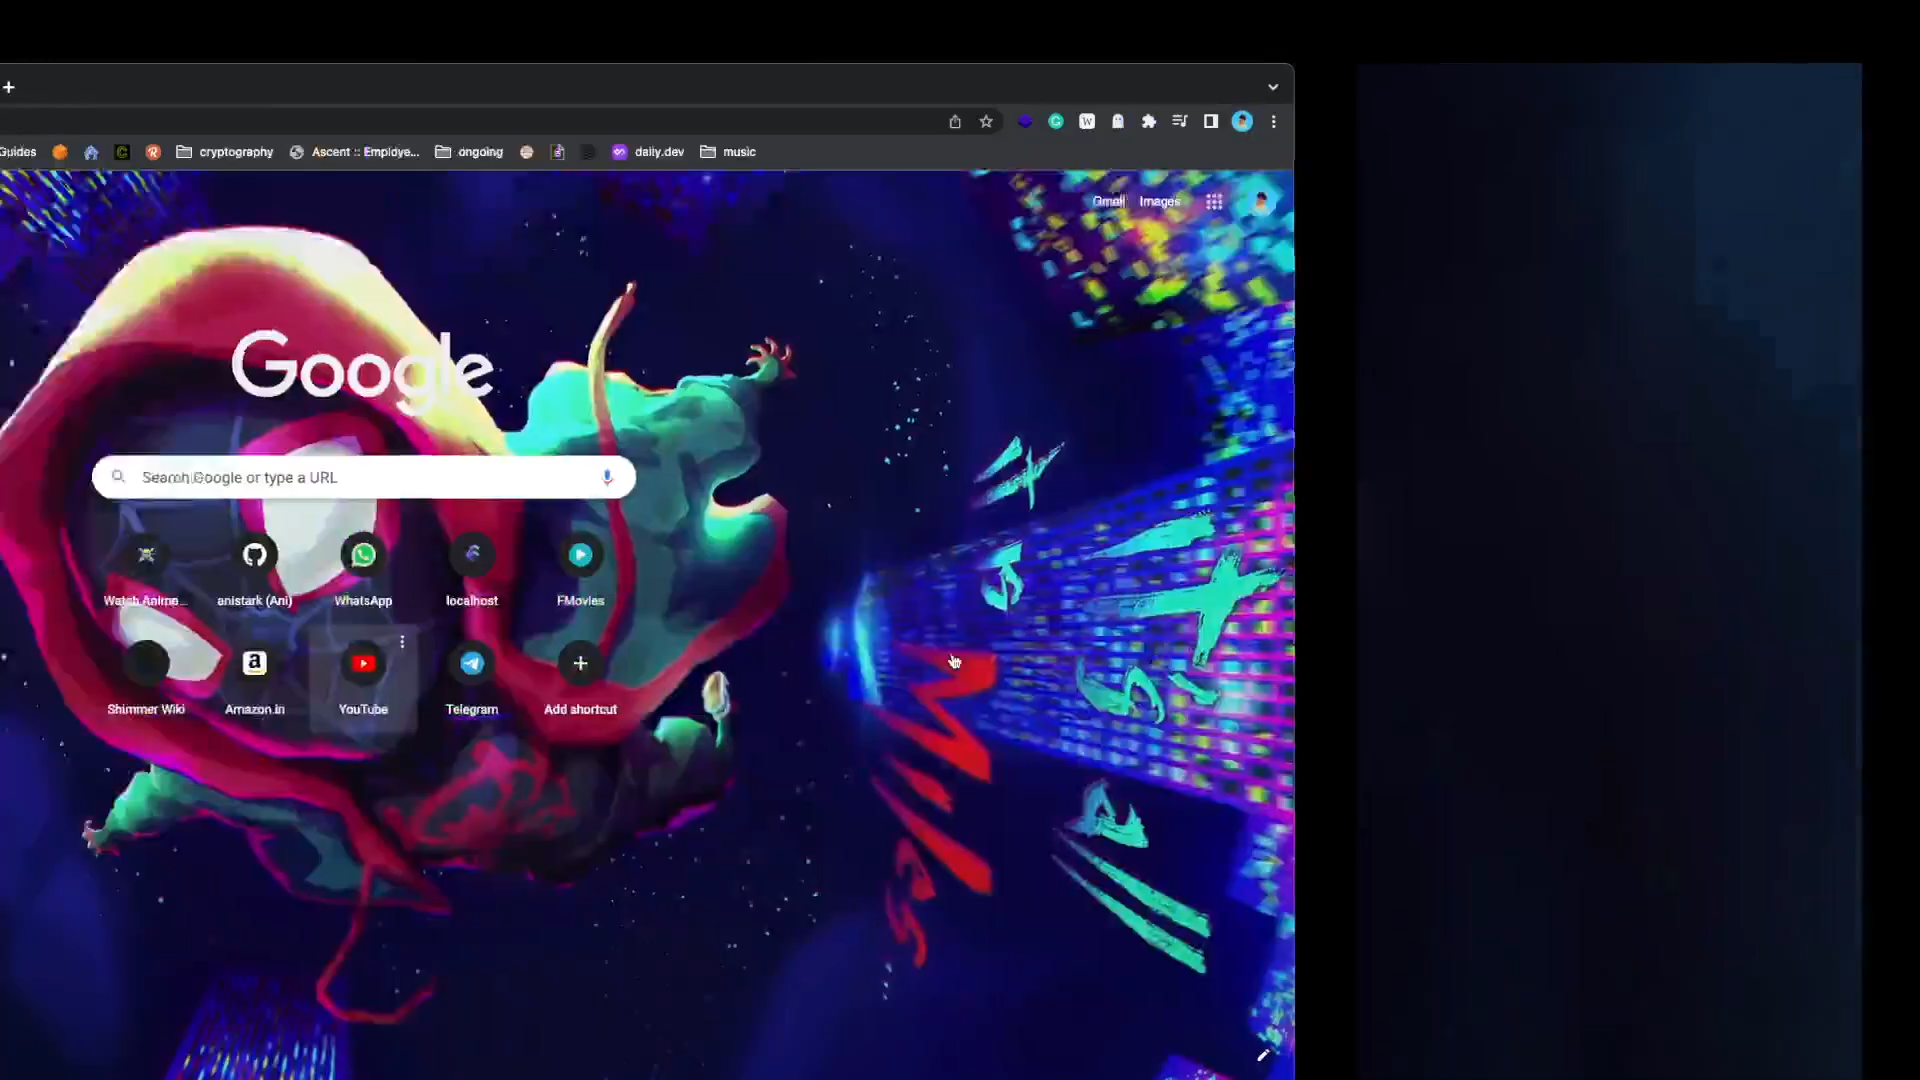 Guides cryptography Ascent :: Employe... ongoing daily.dev music
Gmail Images
Google
Search Google or type a URL
Watch Anime... anistark (Ani) WhatsApp localhost FMovies
Shimmer Wiki Amazon.in YouTube Telegram Add shortcut